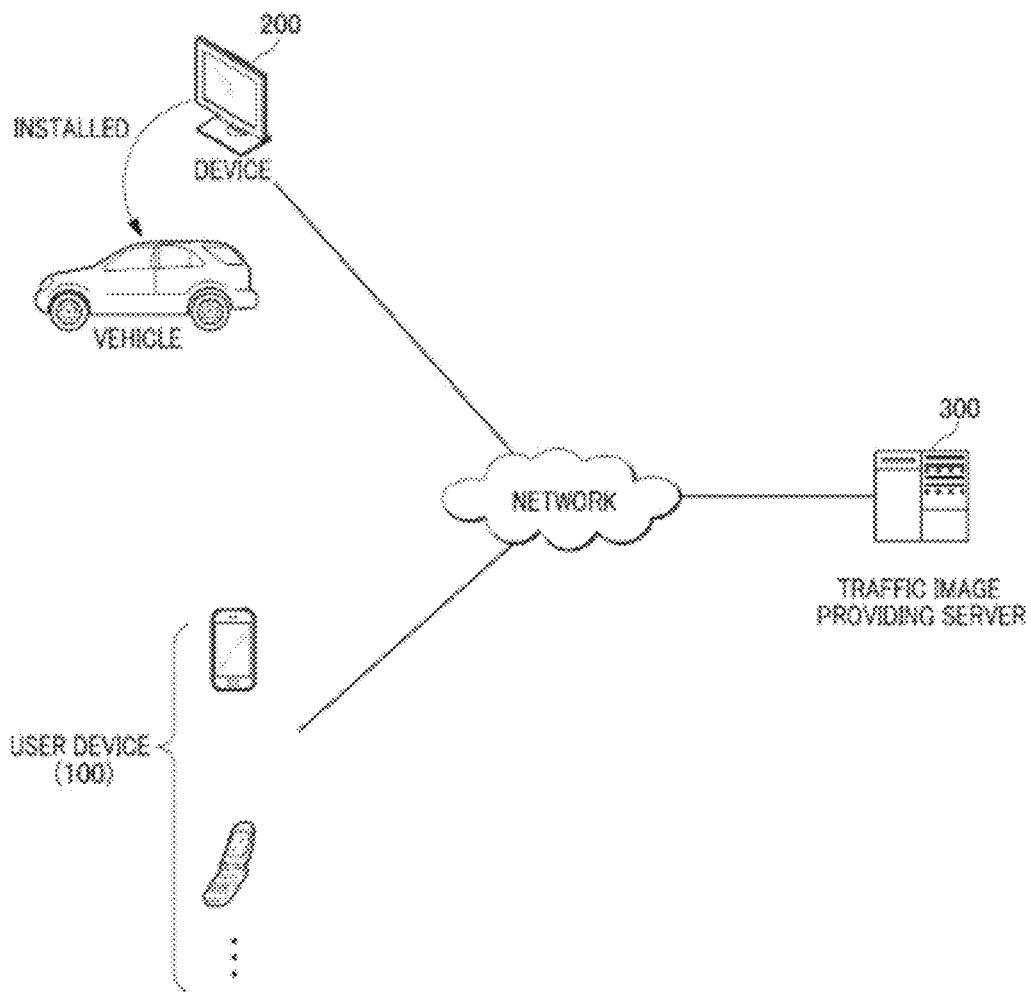 200
INSTALLED
DEVICE
VEHICLE
300
NETWORK
TRAFFIC IMAGE
PROVIDING SERVER
USER DEVICE
(100)